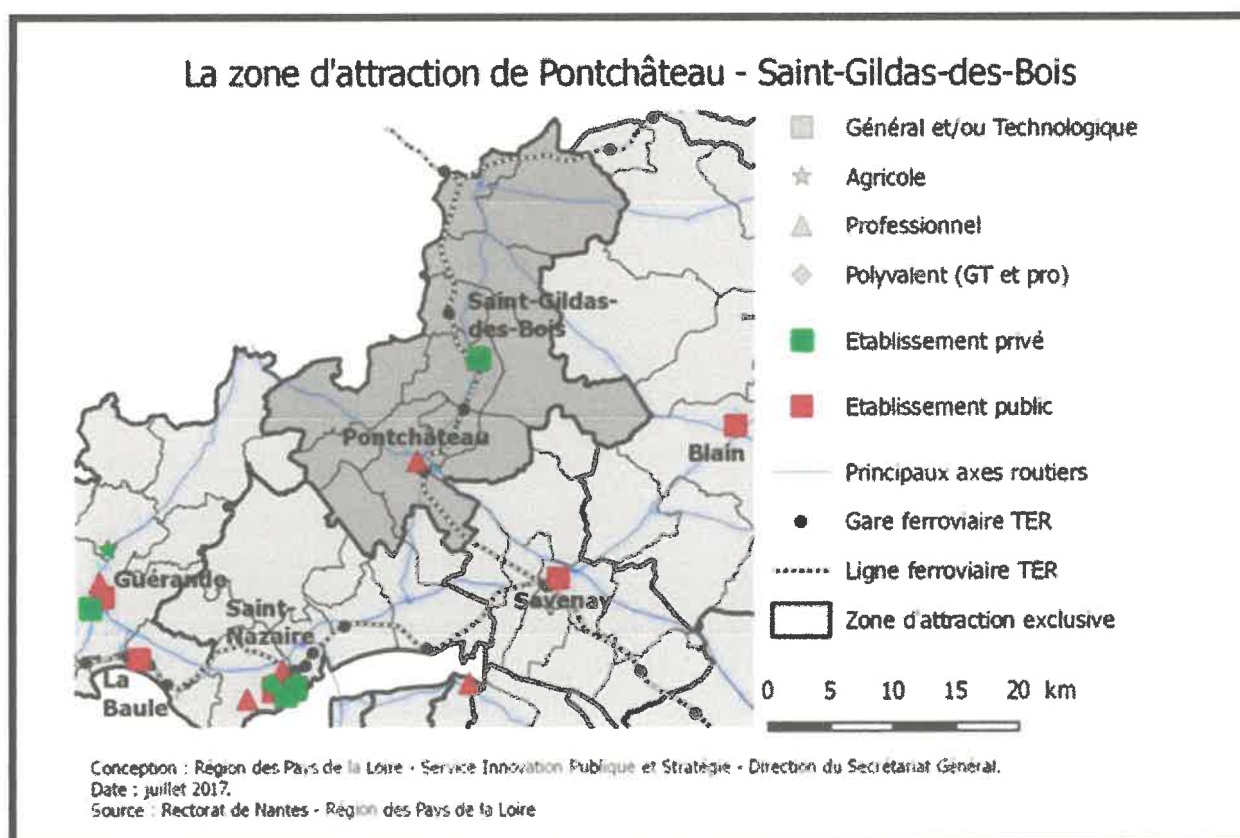 La zone d'attraction de Pontchâteau - Saint-Gildas-des-Bois
Général et/ou Technologique
Agricole
Professionnel
Polyvalent (GT et pro)
Etablissement privé
Etablissement public
Principaux axes routiers
Gare ferroviaire TER
Ligne ferroviaire TER
Zone d'attraction exclusive
0 5 10 15 20 km
Saint-Gildas-
des-Bois
Pontchâteau
Blain
Guérande
Savenay
Saint-
Nazaire
La
Baule
Conception : Région des Pays de la Loire - Service Innovation Publique et Stratégie - Direction du Secrétariat Général.
Date : juillet 2017.
Source : Rectorat de Nantes - Région des Pays de la Loire